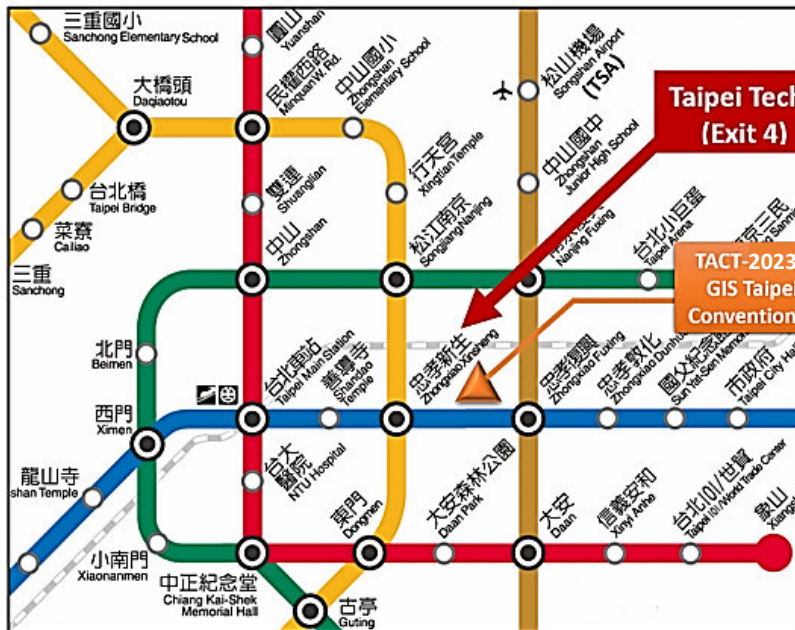 三重國小
Sanchong Elementary School
大橋頭
Daqiaotou
台北橋
Taipei Bridge
菜寮
Cailiao
三重
Sanchong
圓山
Yuanshan
民權西路
Minquan W. Rd.
中山國小
Zhongshan
Elementary School
雙連
Shuanglian
行天宮
Xingtian Temple
中山
Zhongshan
松江南京
Songjiang Nanjing
松山機場
Songshan Airport
(TSA)
中山國中
Zhongshan
Junior High School
Taipei Tech
(Exit 4)
Nanjing Fuxing
台北小巨蛋
Taipei Arena
京三民
Sanmi
TACT-2023
GIS Taipei
Convention
北門
Beimen
西門
Ximen
台北車站
Taipei Main Station
善導寺
Shandao
Temple
忠孝新生
Zhongxiao Xinsheng
忠孝復興
Zhongxiao Fuxing
忠孝敦化
Zhongxiao Dunhu
國父紀念
Sun Yat-Sen Memor
市政府
Taipei City Hall
龍山寺
shan Temple
台大
醫院
NTU Hospital
小南門
Xiaonanmen
中正紀念堂
Chiang Kai-Shek
Memorial Hall
東門
Dongmen
古亭
Guting
大安森林公園
Daan Park
大安
Daan
信義安和
Xinyi Anhe
台北101/世貿
Taipei 101/World Trade Center
象山
Xiangs